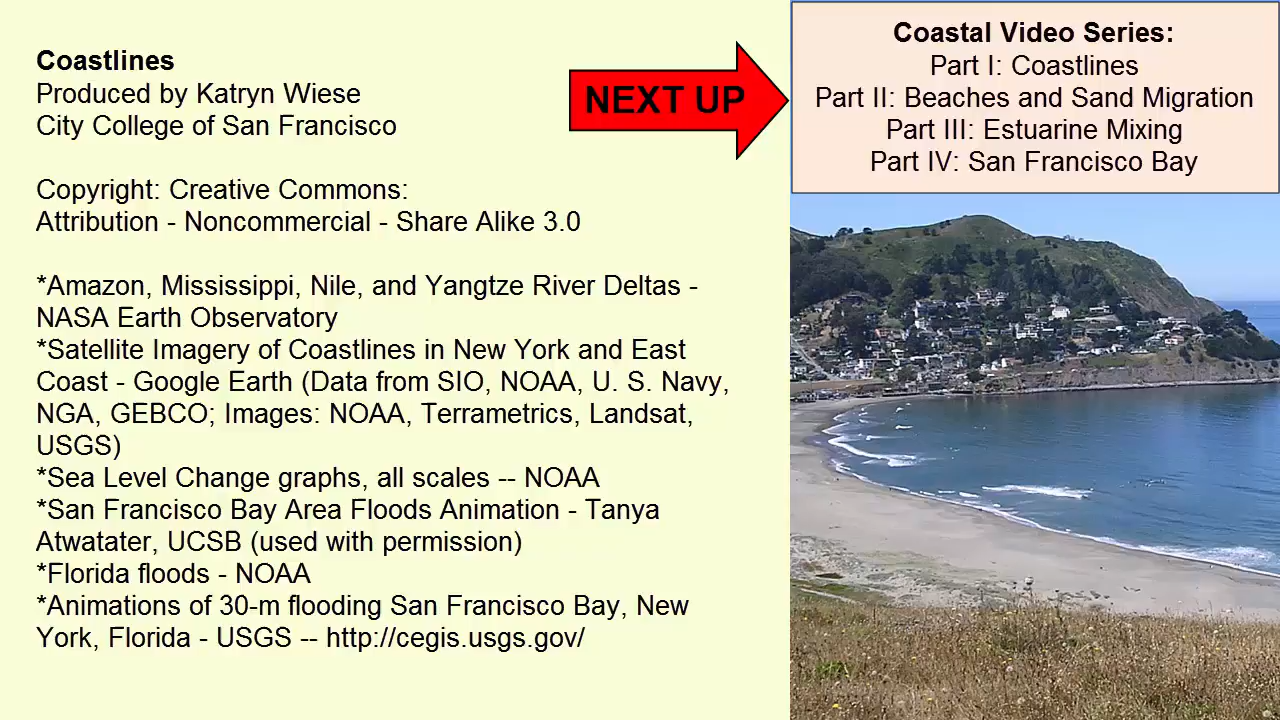 Coastlines
Produced by Katryn Wiese
City College of San Francisco
Copyright: Creative Commons:
Attribution - Noncommercial - Share Alike 3.0
*Amazon, Mississippi, Nile, and Yangtze River Deltas -
NASA Earth Observatory
*Satellite Imagery of Coastlines in New York and East
Coast - Google Earth (Data from SIO, NOAA, U. S. Navy,
NGA, GEBCO; Images: NOAA, Terrametrics, Landsat,
USGS)
*Sea Level Change graphs, all scales -- NOAA
*San Francisco Bay Area Floods Animation - Tanya
Atwatater, UCSB (used with permission)
*Florida floods - NOAA
*Animations of 30-m flooding San Francisco Bay, New
York, Florida - USGS -- http://cegis.usgs.gov/
NEXT UP
Coastal Video Series:
Part I: Coastlines
Part II: Beaches and Sand Migration
Part III: Estuarine Mixing
Part IV: San Francisco Bay